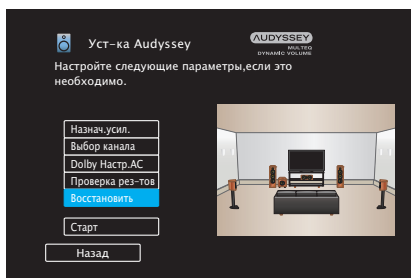 Уст-ка Audyssey
AUDYSSEY
MULTEQ
DYNAMIC VOLUME
Настройте следующие параметры,если это
необходимо.
Назнач.усил.
Выбор канала
Dolby Настр.АС
Проверка рез-тов
Восстановить
Старт
Назад